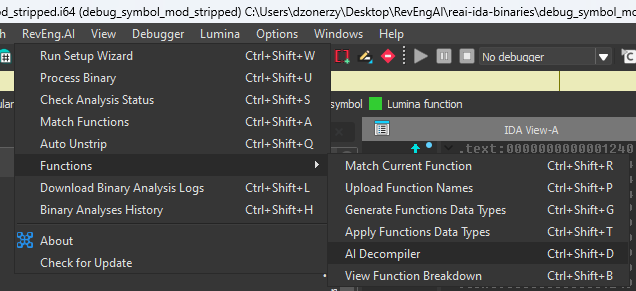 od_stripped.i64 (debug_symbol_mod_stripped) C:\Users\dzonerzy\Desktop\RevEngAI\reai-ida-binaries\debug_symbol_mo
RevEng.AI View Debugger Lumina Options Windows Help
Run Setup Wizard Ctrl+Shift+W
No debugger
Process Binary Ctrl+Shift+U
Check Analysis Status Ctrl+Shift+S
symbol Lumina function
Match Functions Ctrl+Shift+A
IDA View-A
Auto Unstrip Ctrl+Shift+Q
.text:0000000000001240
Functions
Match Current Function Ctrl+Shift+R
Download Binary Analysis Logs Ctrl+Shift+L
Upload Function Names Ctrl+Shift+P
Binary Analyses History Ctrl+Shift+H
Generate Functions Data Types Ctrl+Shift+G
About
Apply Functions Data Types Ctrl+Shift+T
Check for Update
AI Decompiler Ctrl+Shift+D
View Function Breakdown Ctrl+Shift+B